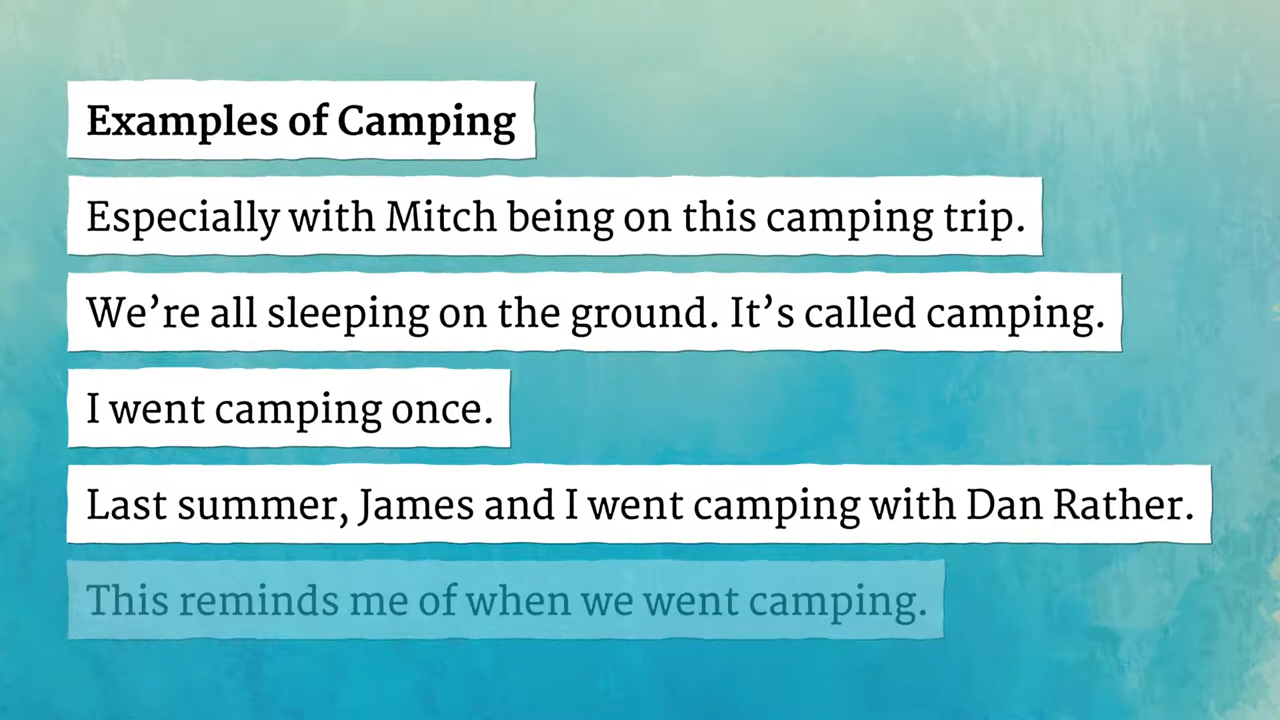 Examples of Camping
Especially with Mitch being on this camping trip.
We’re all sleeping on the ground. It’s called camping.
I went camping once.
Last summer, James and I went camping with Dan Rather.
This reminds me of when we went camping.